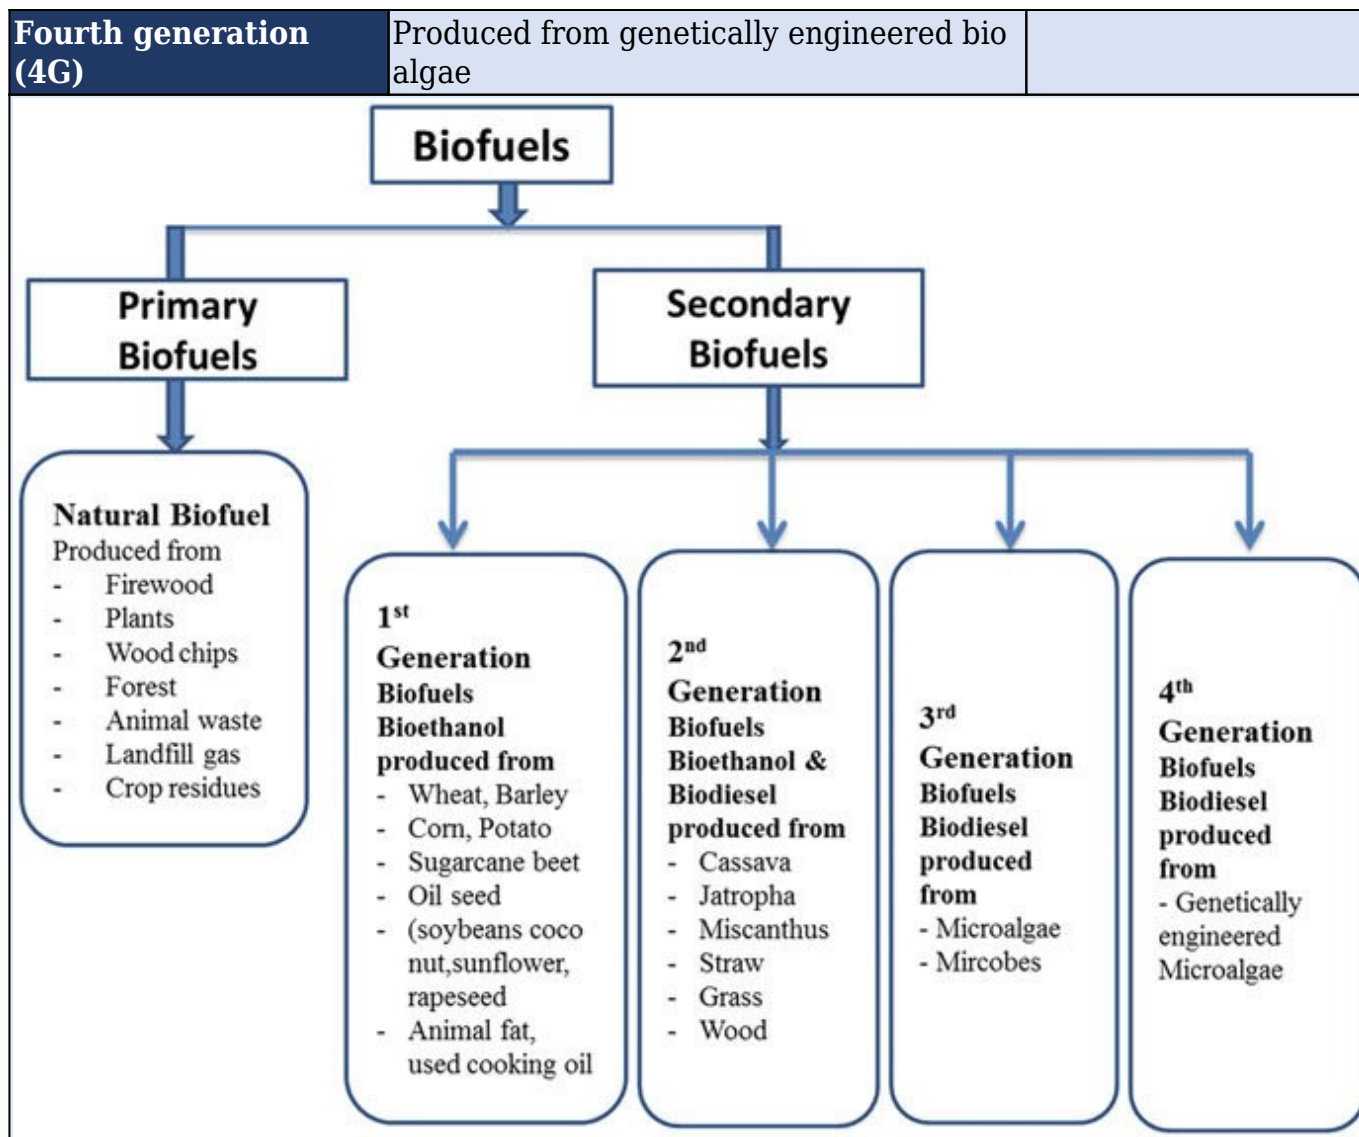 Fourth generation
(4G)
Produced from genetically engineered bio
algae
Biofuels
Primary
Biofuels
Secondary
Biofuels
Natural Biofuel
Produced from
- Firewood
- Plants
- Wood chips
- Forest
- Animal waste
- Landfill gas
- Crop residues
1st
Generation
Biofuels
Bioethanol
produced from
- Wheat, Barley
- Corn, Potato
- Sugarcane beet
- Oil seed
- (soybeans coco
nut,sunflower,
rapeseed
- Animal fat,
used cooking oil
2nd
Generation
Biofuels
Bioethanol &
Biodiesel
produced from
- Cassava
- Jatropha
- Miscanthus
- Straw
- Grass
- Wood
3rd
Generation
Biofuels
Biodiesel
produced
from
- Microalgae
- Mircobes
4th
Generation
Biofuels
Biodiesel
produced
from
- Genetically
engineered
Microalgae